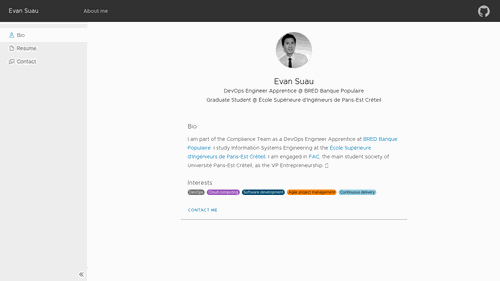 Evan Suau
About me
Bio
Resume
Contact
Evan Suau
DevOps Engineer Apprentice @ BRED Banque Populaire
Graduate Student @ École Supérieure d'Ingénieurs de Paris-Est Créteil
Bio
I am part of the Compliance Team as a DevOps Engineer Apprentice at BRED Banque
Populaire. I study Information Systems Engineering at the École Supérieure
d'Ingénieurs de Paris-Est Créteil. I am engaged in FAC, the main student society of
Université Paris-Est Créteil, as the VP Entrepreneurship.
Interests
DevOps Cloud computing Software development Agile project management Continuous delivery
CONTACT ME